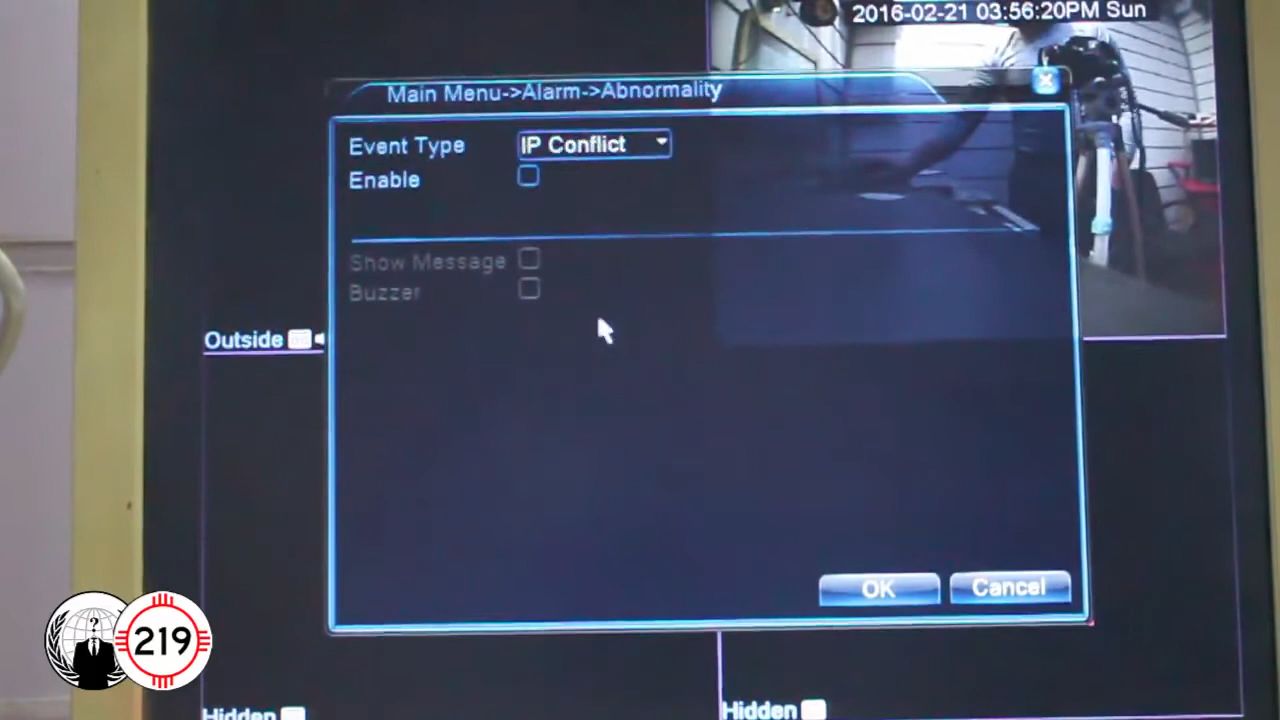 2016-02-21 03:56:20PM Sun
Main Menu->Alarm->Abnormality
Event Type IP Conflict
Enable
Show Message
Buzzer
Outside
OK Cancel
Hidden Hidden
? 219